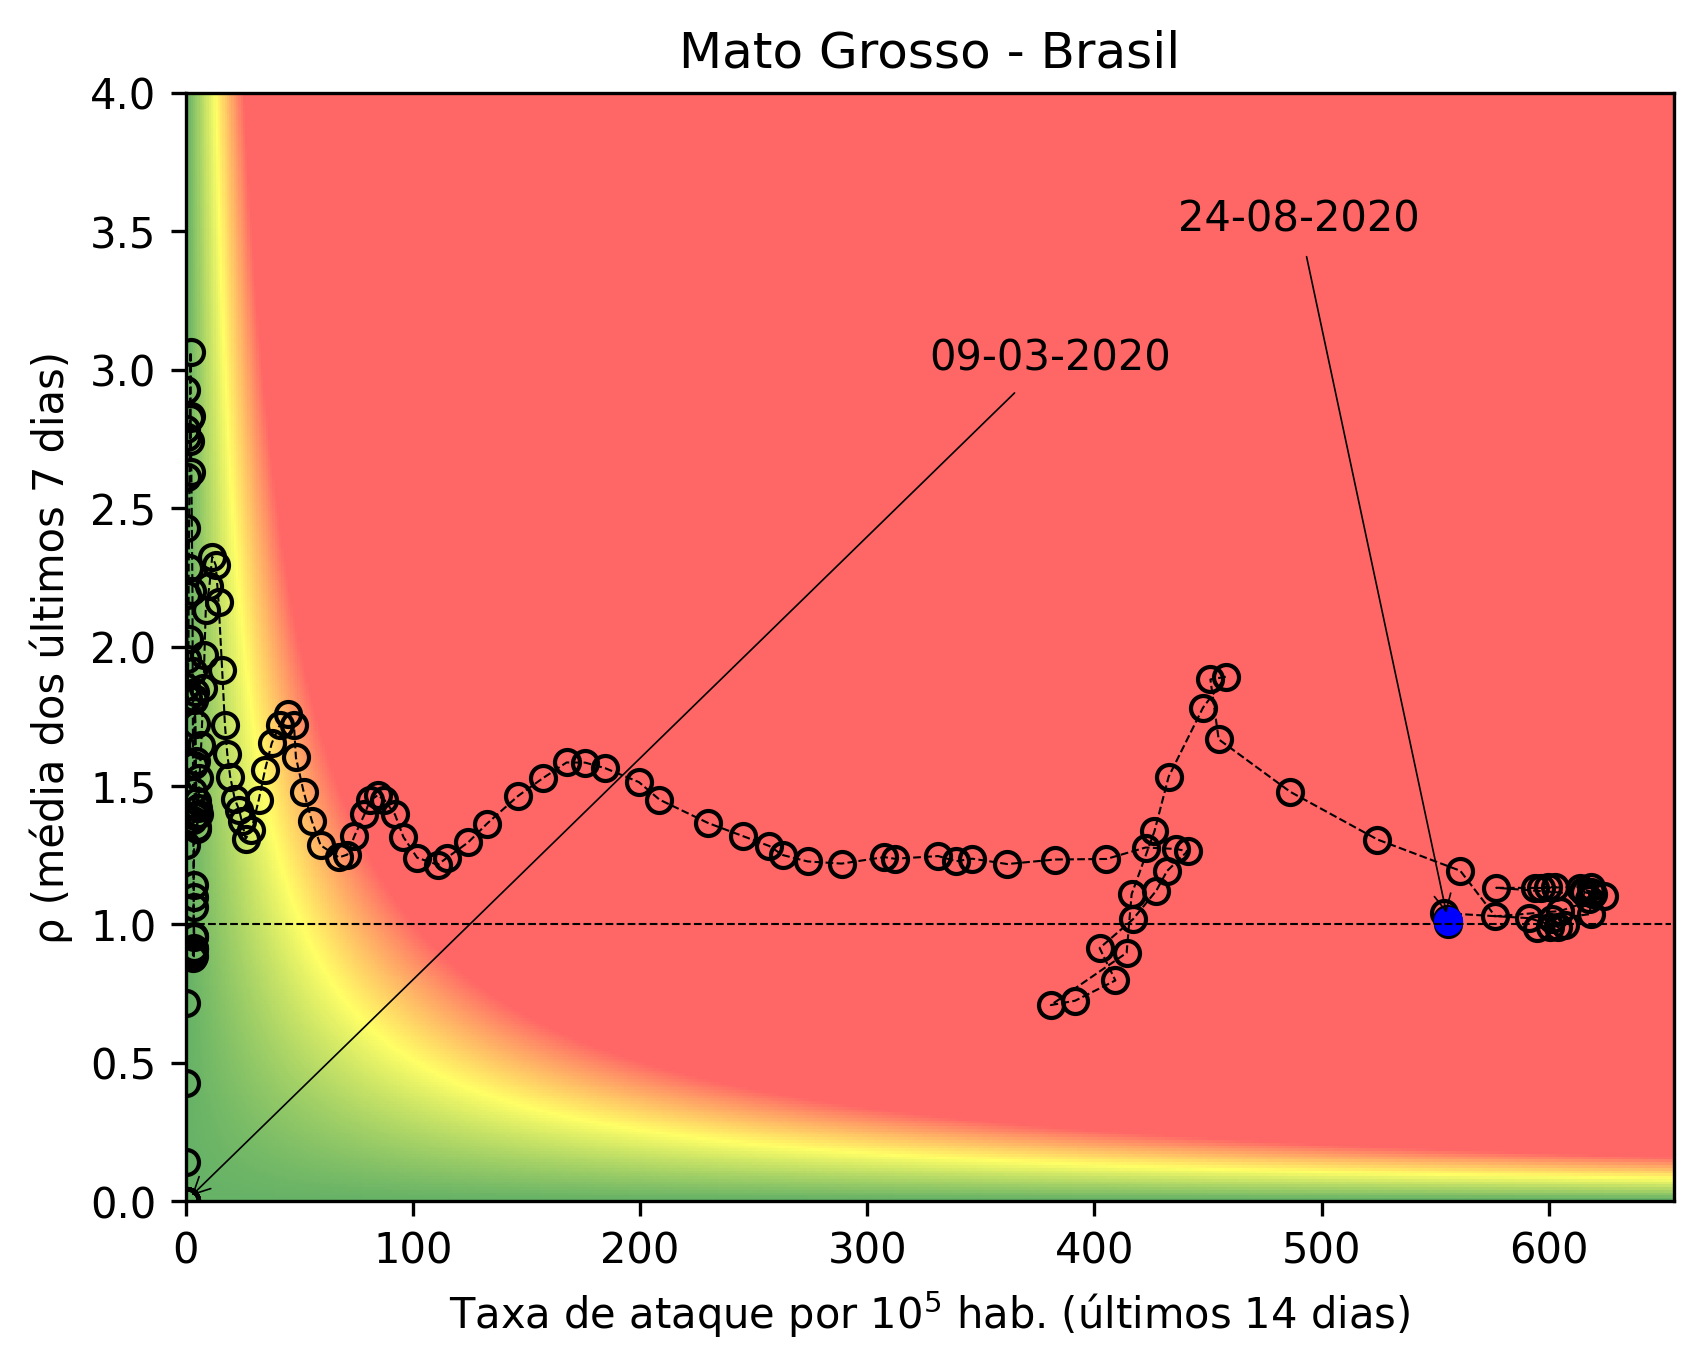 Mato Grosso - Brasil
4.0
3.5
3.0
2.5
2.0
1.5
1.0
0.5
0.0
ρ (média dos últimos 7 dias)
24-08-2020
09-03-2020
0 100 200 300 400 500 600
Taxa de ataque por 10⁵ hab. (últimos 14 dias)